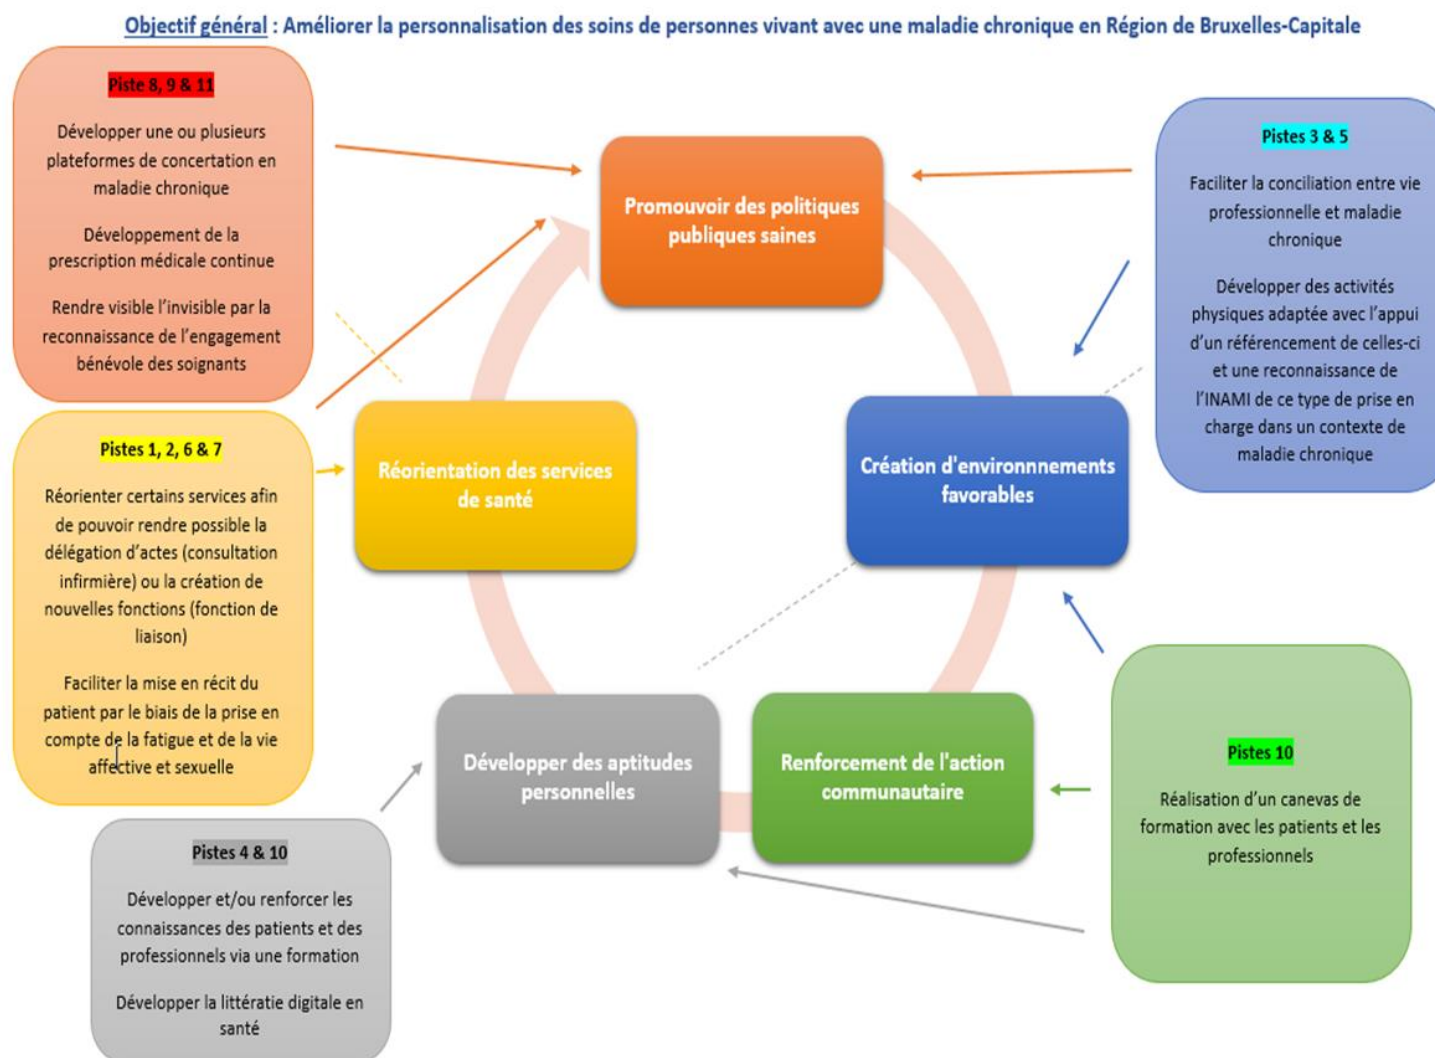 Objectif général : Améliorer la personnalisation des soins de personnes vivant avec une maladie chronique en Région de Bruxelles-Capitale
Piste 8, 9 & 11
Développer une ou plusieurs
plateformes de concertation en
maladie chronique
Développement de la
prescription médicale continue
Rendre visible l'invisible par la
reconnaissance de l'engagement
bénévole des soignants
Pistes 1, 2, 6 & 7
Réorienter certains services afin
de pouvoir rendre possible la
délégation d'actes (consultation
infirmière) ou la création de
nouvelles fonctions (fonction de
liaison)
Faciliter la mise en récit du
patient par le biais de la prise en
compte de la fatigue et de la vie
affective et sexuelle
Pistes 4 & 10
Développer et/ou renforcer les
connaissances des patients et des
professionnels via une formation
Développer la littératie digitale en
santé
Promouvoir des politiques
publiques saines
Réorientation des services
de santé
Création d'environnnements
favorables
Développer des aptitudes
personnelles
Renforcement de l'action
communautaire
Pistes 3 & 5
Faciliter la conciliation entre vie
professionnelle et maladie
chronique
Développer des activités
physiques adaptée avec l'appui
d'un référencement de celles-ci
et une reconnaissance de
l'INAMI de ce type de prise en
charge dans un contexte de
maladie chronique
Pistes 10
Réalisation d'un canevas de
formation avec les patients et les
professionnels